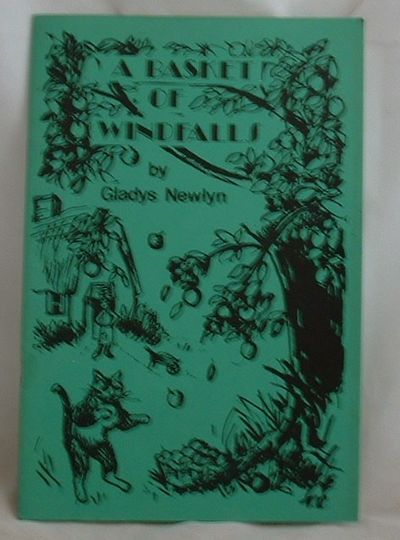 A BASKET
OF
WINDFALLS
by
Gladys Newlyn